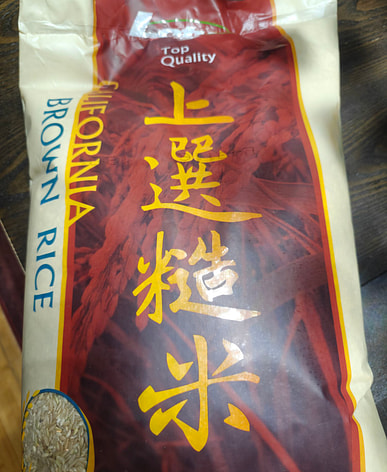 Top
Quality
上選糙米
CALIFORNIA
BROWN RICE